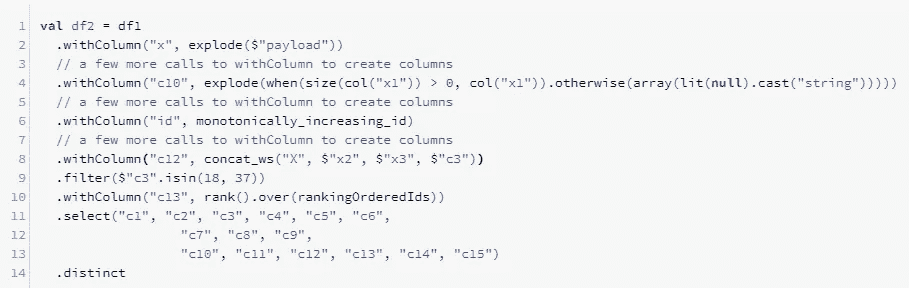 1 val df2 = df1
2 .withColumn("x", explode($"payload"))
3 // a few more calls to withColumn to create columns
4 .withColumn("c10", explode(when(size(col("x1")) > 0, col("x1")).otherwise(array(lit(null).cast("string")))))
5 // a few more calls to withColumn to create columns
6 .withColumn("id", monotonically_increasing_id)
7 // a few more calls to withColumn to create columns
8 .withColumn("c12", concat_ws("X", $"x2", $"x3", $"c3"))
9 .filter($"c3".isin(18, 37))
10 .withColumn("c13", rank().over(rankingOrderedIds))
11 .select("c1", "c2", "c3", "c4", "c5", "c6",
12 "c7", "c8", "c9",
13 "c10", "c11", "c12", "c13", "c14", "c15")
14 .distinct